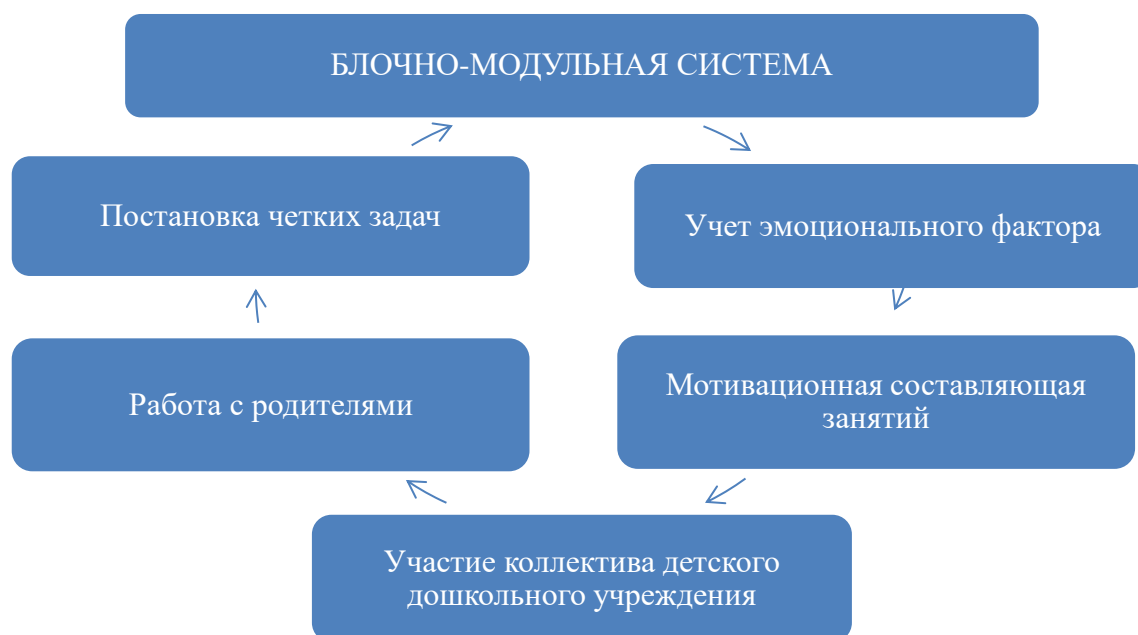 БЛОЧНО-МОДУЛЬНАЯ СИСТЕМА
Постановка четких задач
Учет эмоционального фактора
Работа с родителями
Мотивационная составляющая
занятий
Участие коллектива детского
дошкольного учреждения